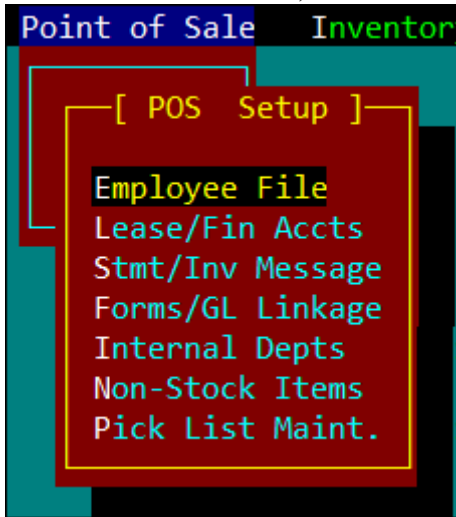 Point of Sale Inventor
[ POS Setup ]
Employee File
Lease/Fin Accts
Stmt/Inv Message
Forms/GL Linkage
Internal Depts
Non-Stock Items
Pick List Maint.